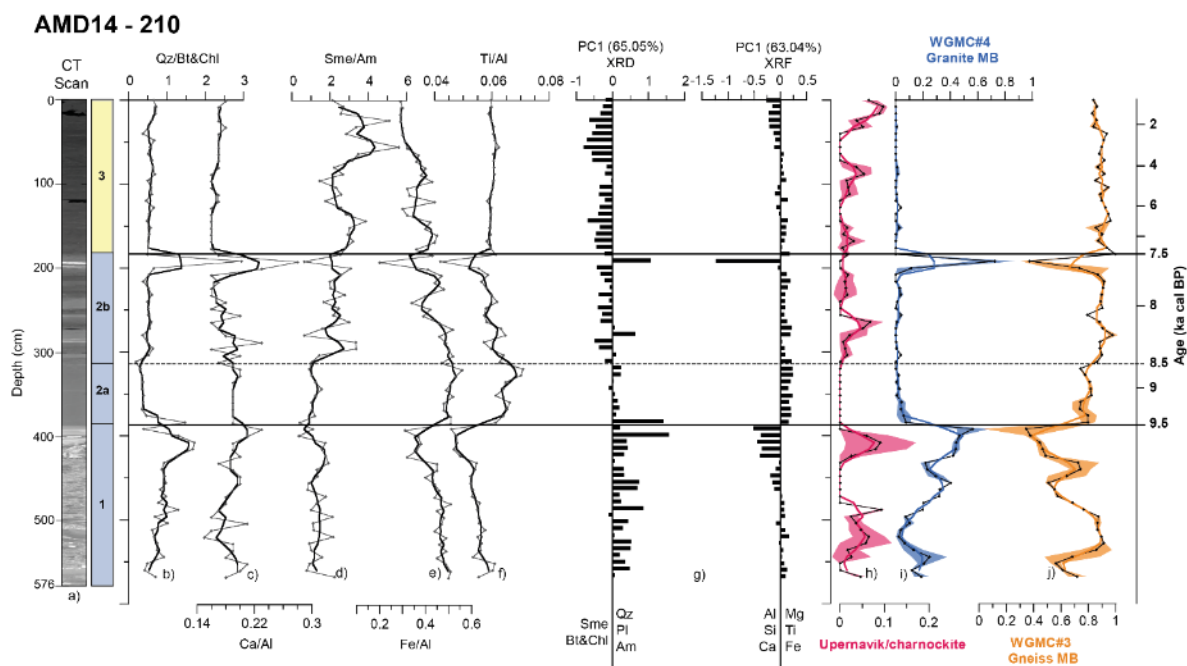 AMD14 - 210
CT
Scan
Qz/Bt&Chl
0 1 2 3
Sme/Am
0 2 4 6
Ti/Al
0.04 0.06 0.08
PC1 (65.05%)
XRD
-1 0 1 2
PC1 (63.04%)
XRF
-1.5 -1 0 0.5
WGMC#4
Granite MB
0 0.2 0.4 0.6 0.8 1
Depth (cm)
0
100
200
300
400
500
576
3
2b
2a
1
2
4
6
7.5
8
8.5
9
9.5
Age (ka cal BP)
a)
b)
c)
d)
e)
f)
g)
h)
i)
j)
0.14 0.22 0.3
Ca/Al
0.2 0.4 0.6
Fe/Al
Sme
Bt&Chl
Qz
Pl
Am
Al
Si
Ca
Mg
Ti
Fe
0 0.1 0.2
Upernavik/charnockite
0 0.2 0.4 0.6 0.8 1
WGMC#3
Gneiss MB